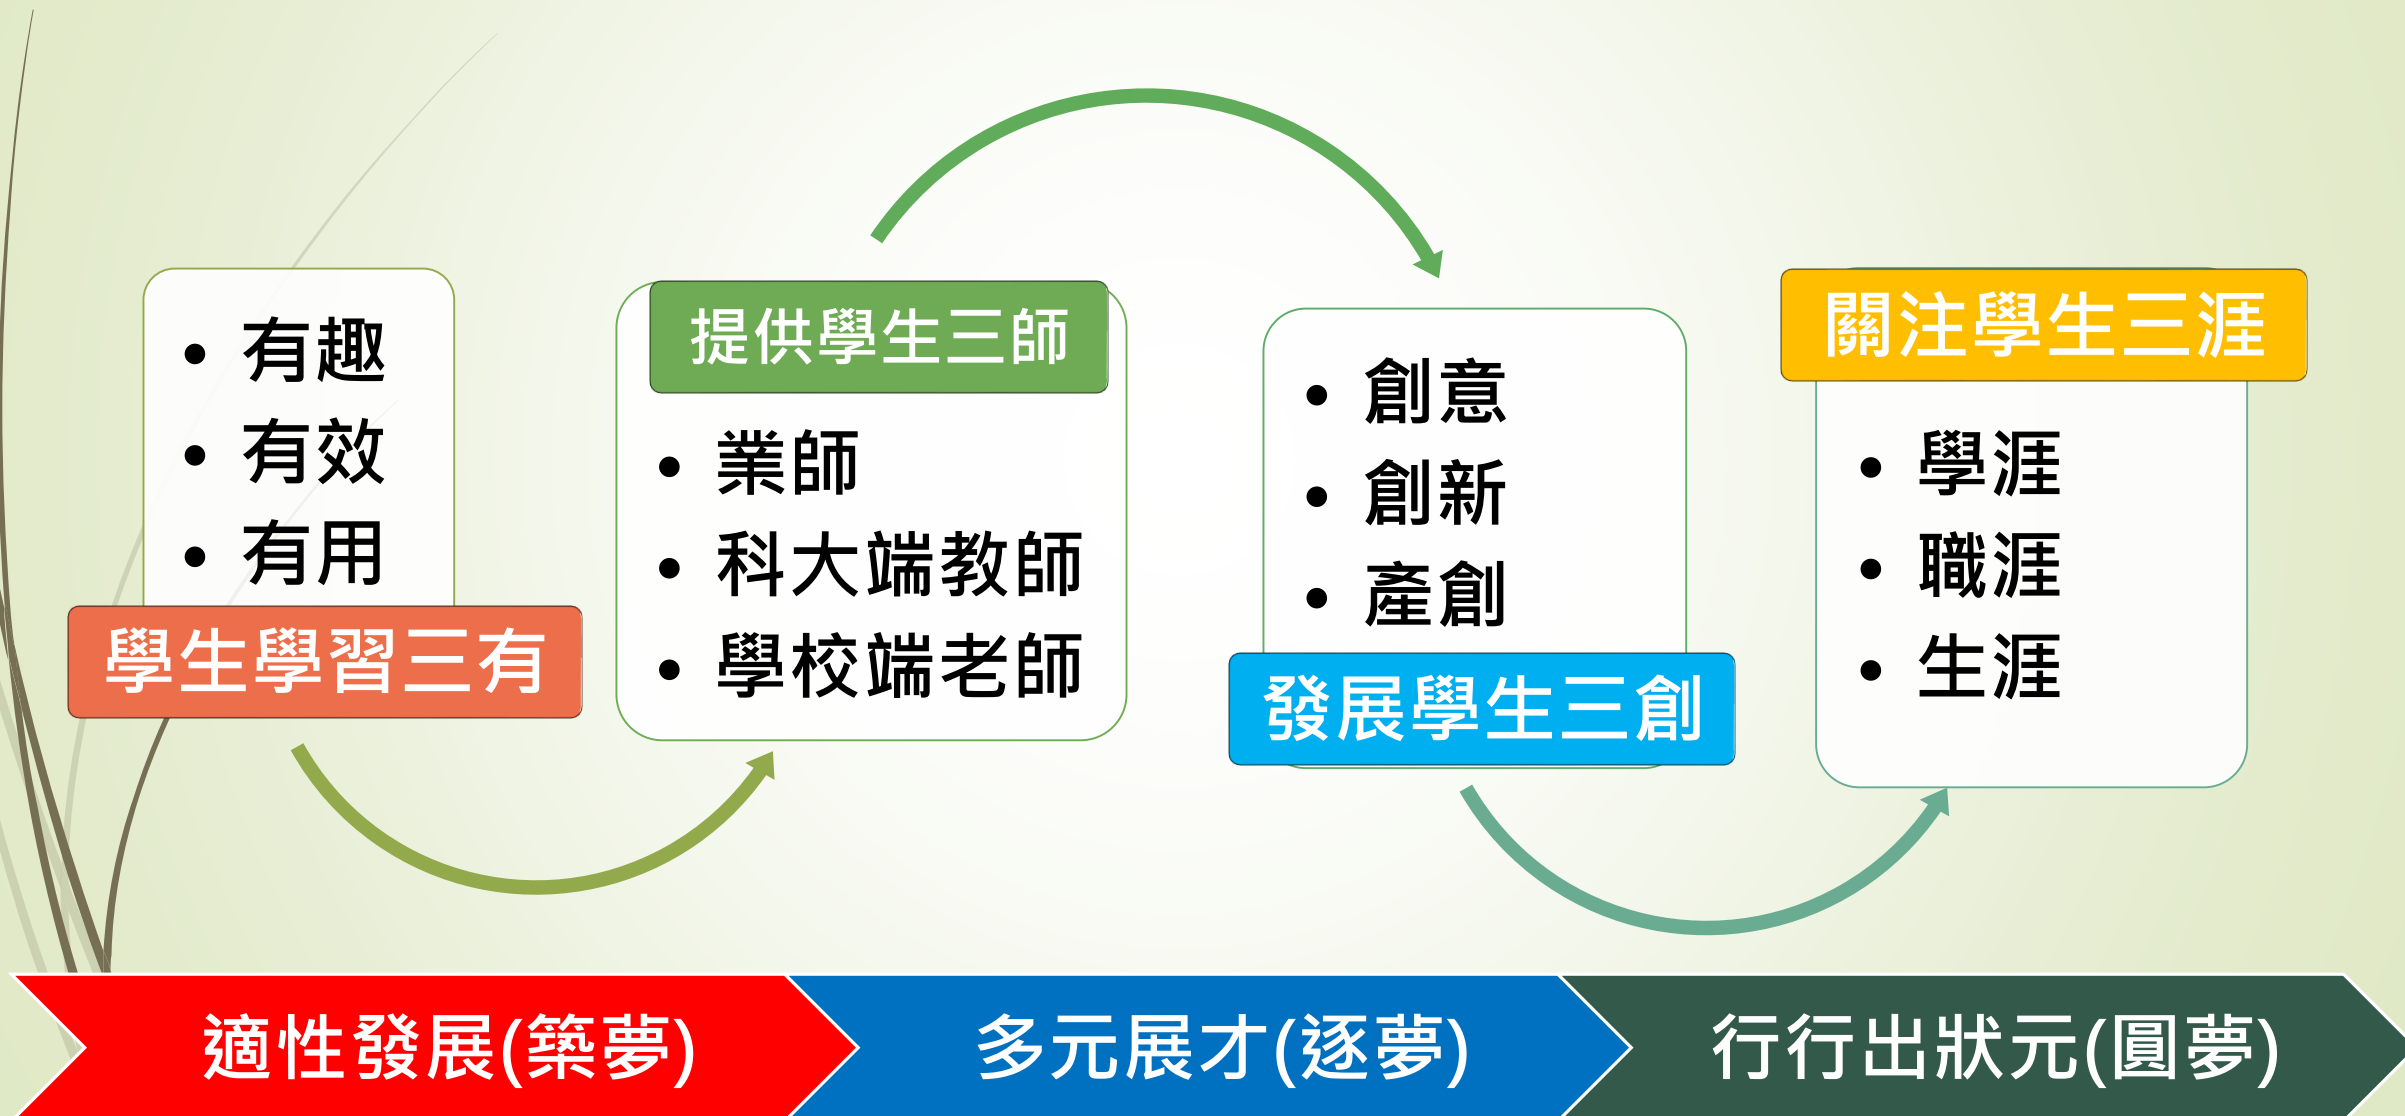 有趣
有效
有用
學生學習三有
提供學生三師
業師
科大端教師
學校端老師
創意
創新
產創
發展學生三創
關注學生三涯
學涯
職涯
生涯
適性發展(築夢)
多元展才(逐夢)
行行出狀元(圓夢)